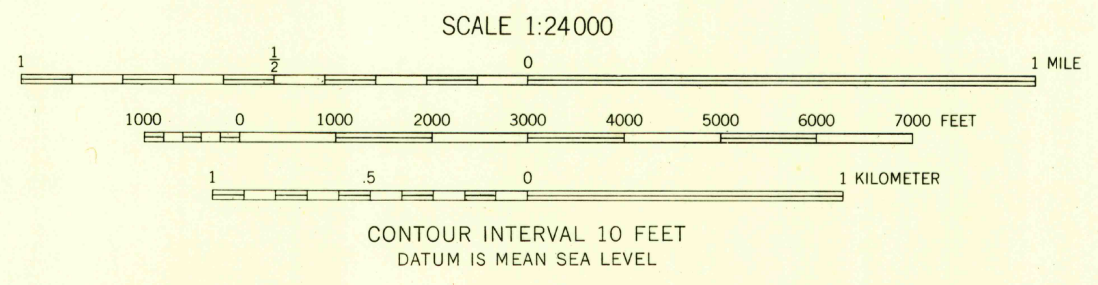 SCALE 1:24000
1 1/2 0 1 MILE
1000 0 1000 2000 3000 4000 5000 6000 7000 FEET
1 .5 0 1 KILOMETER
CONTOUR INTERVAL 10 FEET
DATUM IS MEAN SEA LEVEL